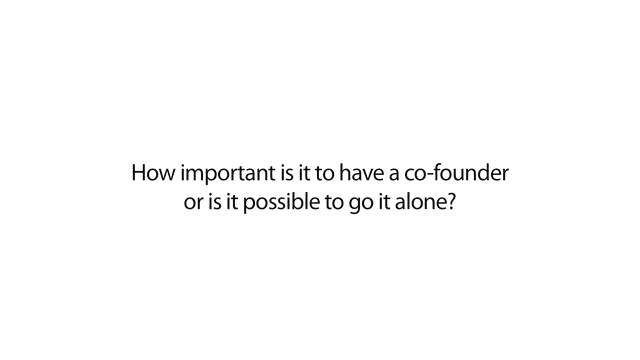 How important is it to have a co-founder
or is it possible to go it alone?